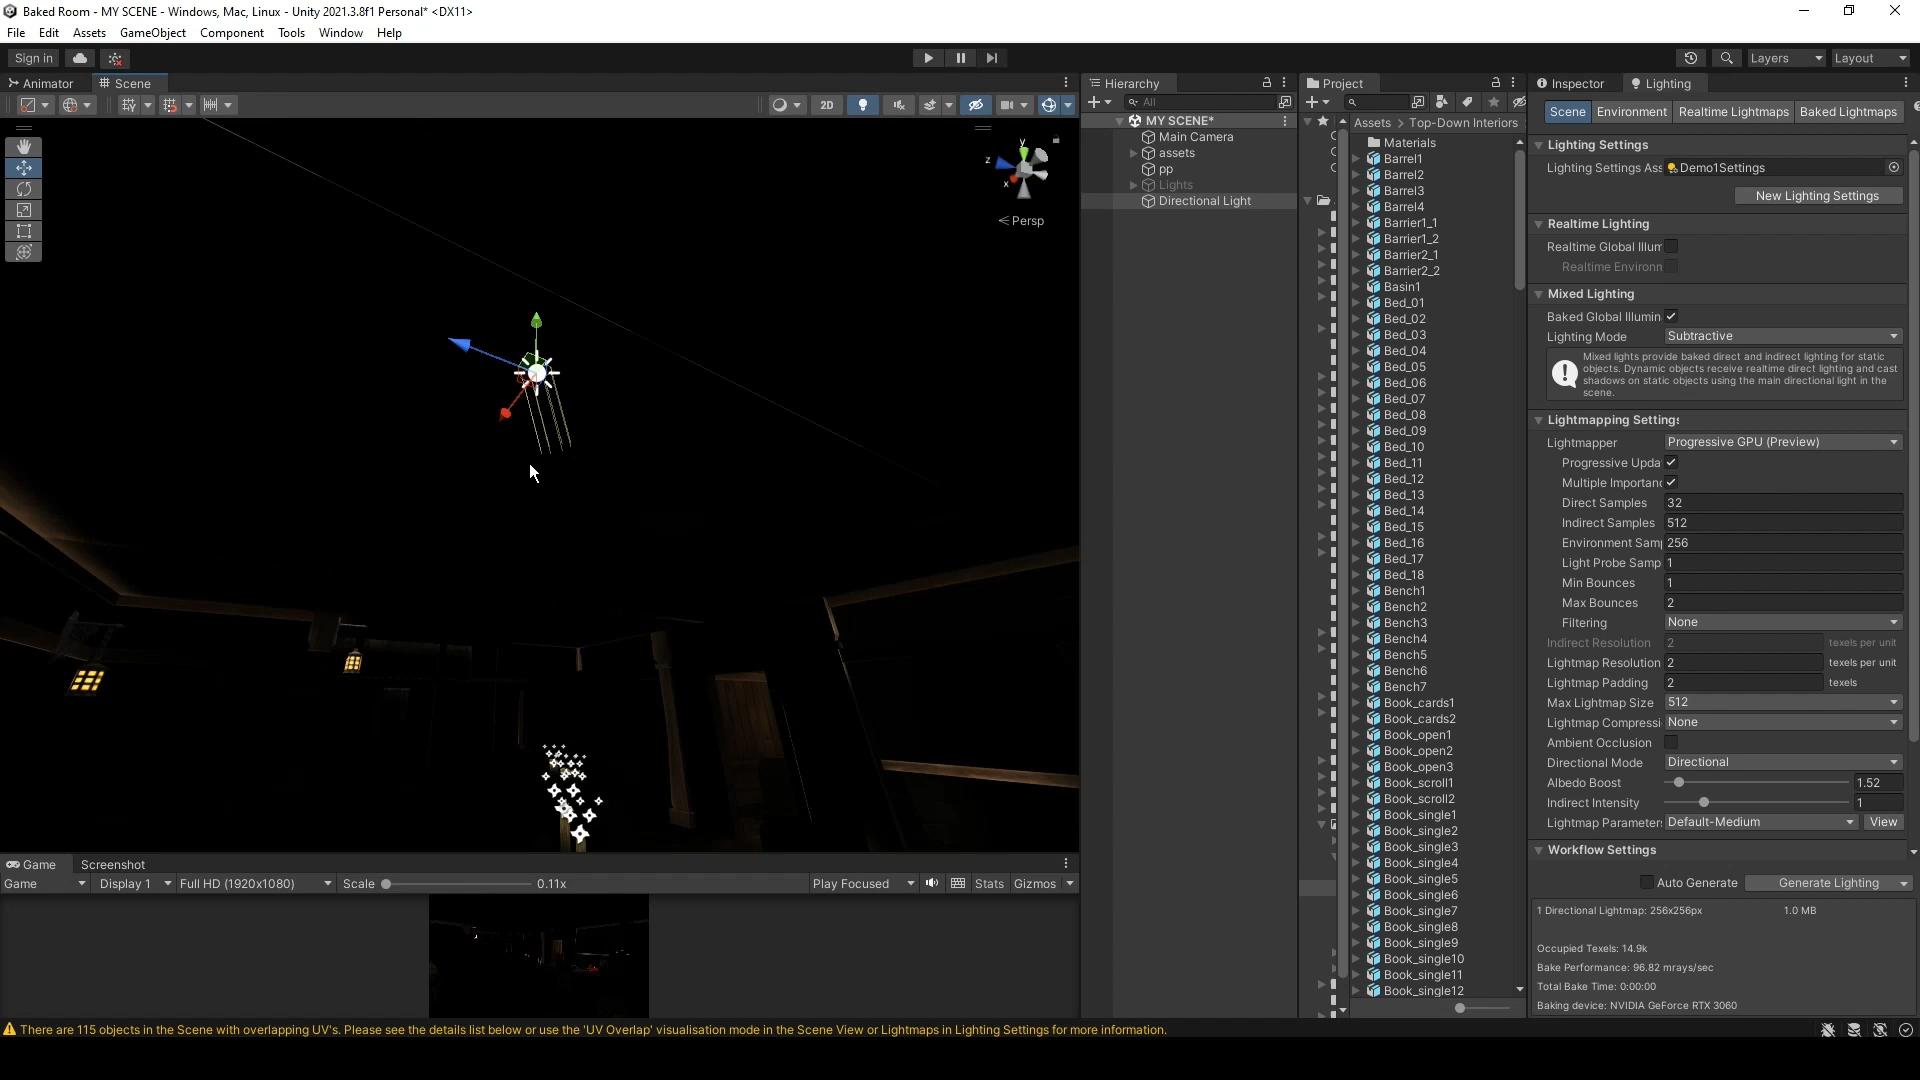 Baked Room - MY SCENE - Windows, Mac, Linux - Unity 2021.3.8f1 Personal* <DX11>
File Edit Assets GameObject Component Tools Window Help
Sign in
Layers
Layout
Animator
Scene
2D
y
z
x
< Persp
Game
Screenshot
Game
Display 1
Full HD (1920x1080)
Scale
0.11x
Play Focused
Stats
Gizmos
Hierarchy
All
MY SCENE*
Main Camera
assets
pp
Lights
Directional Light
Project
Assets > Top-Down Interiors
Materials
Barrel1
Barrel2
Barrel3
Barrel4
Barrier1_1
Barrier1_2
Barrier2_1
Barrier2_2
Basin1
Bed_01
Bed_02
Bed_03
Bed_04
Bed_05
Bed_06
Bed_07
Bed_08
Bed_09
Bed_10
Bed_11
Bed_12
Bed_13
Bed_14
Bed_15
Bed_16
Bed_17
Bed_18
Bench1
Bench2
Bench3
Bench4
Bench5
Bench6
Bench7
Book_cards1
Book_cards2
Book_open1
Book_open2
Book_open3
Book_scroll1
Book_scroll2
Book_single1
Book_single2
Book_single3
Book_single4
Book_single5
Book_single6
Book_single7
Book_single8
Book_single9
Book_single10
Book_single11
Book_single12
Inspector
Lighting
Scene
Environment
Realtime Lightmaps
Baked Lightmaps
Lighting Settings
Lighting Settings Ass
Demo1Settings
New Lighting Settings
Realtime Lighting
Realtime Global Illum
Realtime Environm
Mixed Lighting
Baked Global Illumin
Lighting Mode
Subtractive
Mixed lights provide baked direct and indirect lighting for static
objects. Dynamic objects receive realtime direct lighting and cast
shadows on static objects using the main directional light in the
scene.
Lightmapping Settings
Lightmapper
Progressive GPU (Preview)
Progressive Upda
Multiple Importanc
Direct Samples
32
Indirect Samples
512
Environment Sam
256
Light Probe Samp
1
Min Bounces
1
Max Bounces
2
Filtering
None
Indirect Resolution
2
texels per unit
Lightmap Resolution
2
texels per unit
Lightmap Padding
2
texels
Max Lightmap Size
512
Lightmap Compressi
None
Ambient Occlusion
Directional Mode
Directional
Albedo Boost
1.52
Indirect Intensity
1
Lightmap Parameters
Default-Medium
View
Workflow Settings
Auto Generate
Generate Lighting
1 Directional Lightmap: 256x256px
1.0 MB
Occupied Texels: 14.9k
Bake Performance: 96.82 mrays/sec
Total Bake Time: 0:00:00
Baking device: NVIDIA GeForce RTX 3060
There are 115 objects in the Scene with overlapping UV's. Please see the details list below or use the 'UV Overlap' visualisation mode in the Scene View or Lightmaps in Lighting Settings for more information.